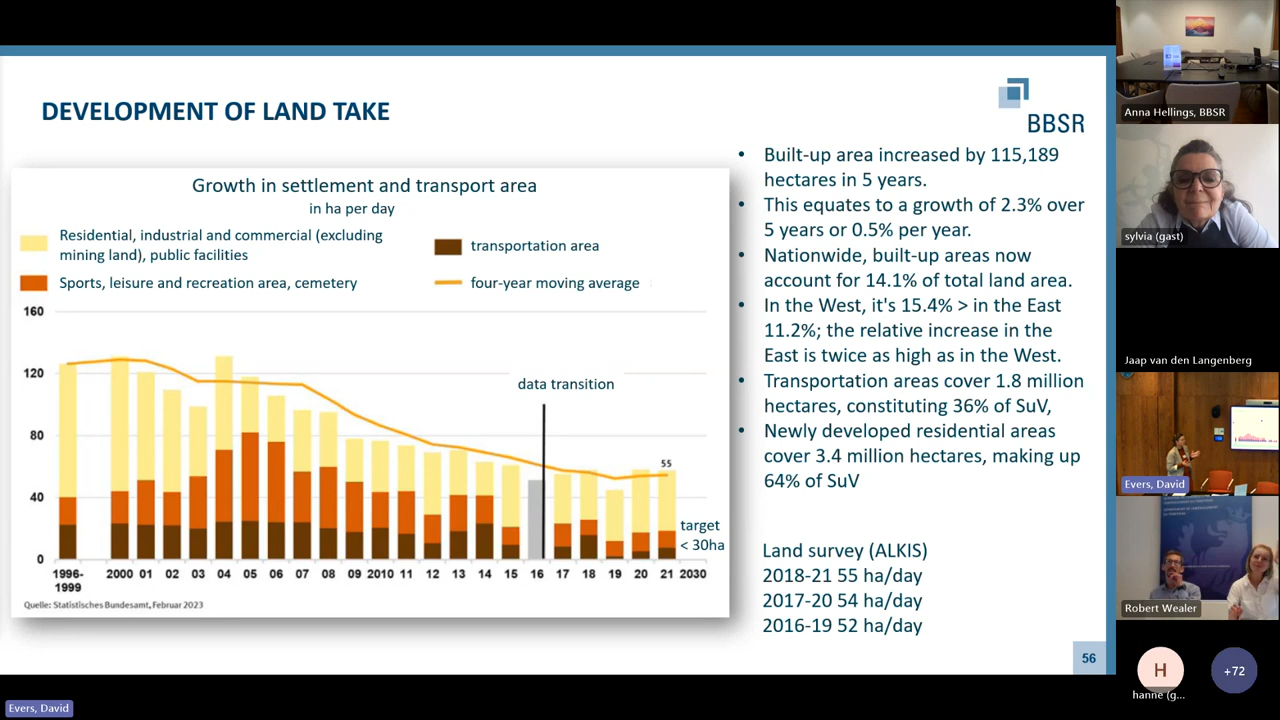 DEVELOPMENT OF LAND TAKE
BBSR
Growth in settlement and transport area
in ha per day
Residential, industrial and commercial (excluding
mining land), public facilities
transportation area
Sports, leisure and recreation area, cemetery
four-year moving average
160
120
80
40
0
data transition
55
target
< 30ha
1996-
1999
2000 01 02 03 04 05 06 07 08 09 2010 11 12 13 14 15 16 17 18 19 20 21 2030
Quelle: Statistisches Bundesamt, Februar 2023
• Built-up area increased by 115,189
hectares in 5 years.
• This equates to a growth of 2.3% over
5 years or 0.5% per year.
• Nationwide, built-up areas now
account for 14.1% of total land area.
• In the West, it's 15.4% > in the East
11.2%; the relative increase in the
East is twice as high as in the West.
• Transportation areas cover 1.8 million
hectares, constituting 36% of SuV,
• Newly developed residential areas
cover 3.4 million hectares, making up
64% of SuV
Land survey (ALKIS)
2018-21 55 ha/day
2017-20 54 ha/day
2016-19 52 ha/day
56
Evers, David
Anna Hellings, BBSR
sylvia (gast)
Jaap van den Langenberg
Evers, David
Robert Wealer
H
hanne (g...
+72